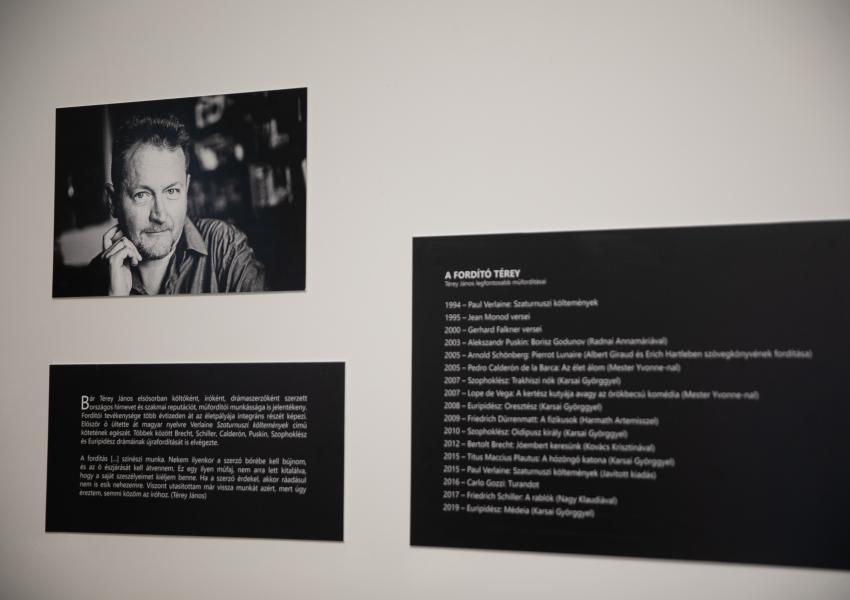 Bár Térey János elsősorban költőként, íróként, drámaszerzőként szerzett
országos hírnevet és szakmai reputációt, műfordítói munkássága is jelentékeny.
Fordítói tevékenysége több évtizeden át az életpályája integráns részét képezi.
Először ő ültette át magyar nyelvre Verlaine Szaturnuszi költemények című
kötetének egészét. Többek között Brecht, Schiller, Calderón, Puskin, Szophoklész
és Euripidész drámáinak újrafordítását is elvégezte.
A fordítás [...] színészi munka. Nekem ilyenkor a szerző bőrébe kell bújnom,
és az ő észjárását kell átvennem. Ez egy ilyen műfaj, nem arra lett kitalálva,
hogy a saját szeszélyeimet kiéljem benne. Ha a szerző érdekel, akkor ráadásul
nem is esik nehezemre. Viszont utasítottam már vissza munkát azért, mert úgy
éreztem, semmi közöm az íróhoz. (Térey János)
A FORDÍTÓ TÉREY
Térey János legfontosabb műfordításai
1994 – Paul Verlaine: Szaturnuszi költemények
1995 – Jean Monod versei
2000 – Gerhard Falkner versei
2003 – Alekszandr Puskin: Borisz Godunov (Radnai Annamáriával)
2005 – Arnold Schönberg: Pierrot Lunaire (Albert Giraud és Erich Hartleben szövegkönyvének fordítása)
2005 – Pedro Calderón de la Barca: Az élet álom (Mester Yvonne-nal)
2007 – Szophoklész: Trakhiszi nők (Karsai Györggyel)
2007 – Lope de Vega: A kertész kutyája avagy az örökbecsű komédia (Mester Yvonne-nal)
2008 – Euripidész: Oresztész (Karsai Györggyel)
2009 – Friedrich Dürrenmatt: A fizikusok (Harmath Artemisszel)
2010 – Szophoklész: Oidipusz király (Karsai Györggyel)
2012 – Bertolt Brecht: Jóembert keresünk (Kovács Krisztinával)
2015 – Titus Maccius Plautus: A hőzöngő katona (Karsai Györggyel)
2015 – Paul Verlaine: Szaturnuszi költemények (Javított kiadás)
2016 – Carlo Gozzi: Turandot
2017 – Friedrich Schiller: A rablók (Nagy Klaudiával)
2019 – Euripidész: Médeia (Karsai Györggyel)